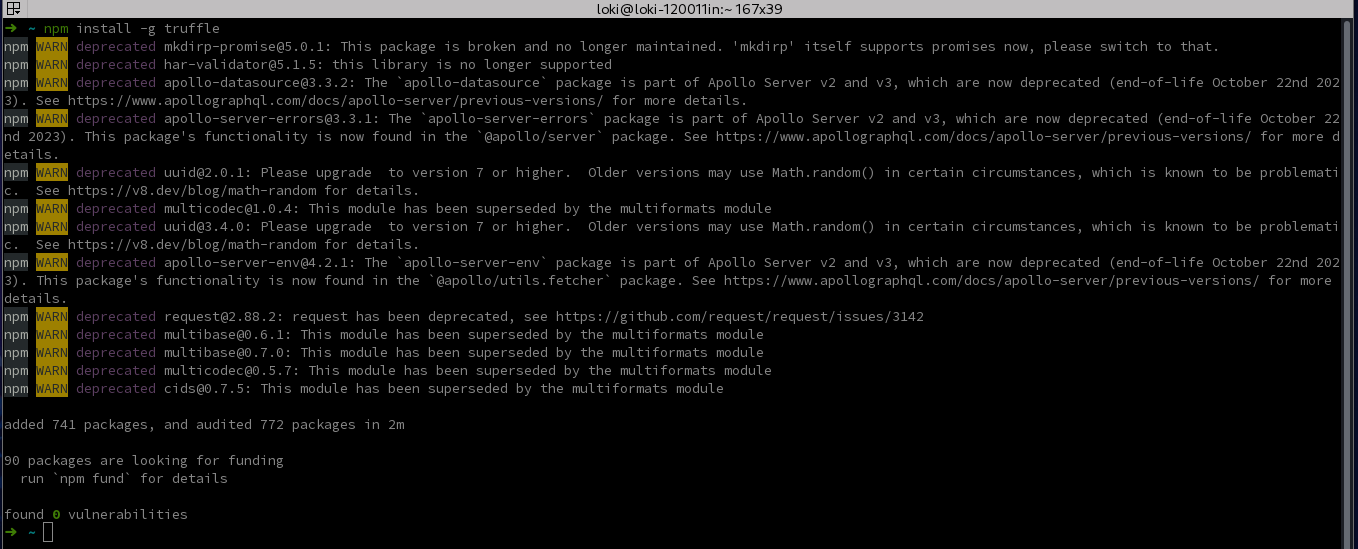 loki@loki-120011in:~ 167x39
➜ ~ npm install -g truffle
npm WARN deprecated mkdirp-promise@5.0.1: This package is broken and no longer maintained. 'mkdirp' itself supports promises now, please switch to that.
npm WARN deprecated har-validator@5.1.5: this library is no longer supported
npm WARN deprecated apollo-datasource@3.3.2: The `apollo-datasource` package is part of Apollo Server v2 and v3, which are now deprecated (end-of-life October 22nd 202
3). See https://www.apollographql.com/docs/apollo-server/previous-versions/ for more details.
npm WARN deprecated apollo-server-errors@3.3.1: The `apollo-server-errors` package is part of Apollo Server v2 and v3, which are now deprecated (end-of-life October 22
nd 2023). This package's functionality is now found in the `@apollo/server` package. See https://www.apollographql.com/docs/apollo-server/previous-versions/ for more d
etails.
npm WARN deprecated uuid@2.0.1: Please upgrade  to version 7 or higher.  Older versions may use Math.random() in certain circumstances, which is known to be problemati
c.  See https://v8.dev/blog/math-random for details.
npm WARN deprecated multicodec@1.0.4: This module has been superseded by the multiformats module
npm WARN deprecated uuid@3.4.0: Please upgrade  to version 7 or higher.  Older versions may use Math.random() in certain circumstances, which is known to be problemati
c.  See https://v8.dev/blog/math-random for details.
npm WARN deprecated apollo-server-env@4.2.1: The `apollo-server-env` package is part of Apollo Server v2 and v3, which are now deprecated (end-of-life October 22nd 202
3). This package's functionality is now found in the `@apollo/utils.fetcher` package. See https://www.apollographql.com/docs/apollo-server/previous-versions/ for more
details.
npm WARN deprecated request@2.88.2: request has been deprecated, see https://github.com/request/request/issues/3142
npm WARN deprecated multibase@0.6.1: This module has been superseded by the multiformats module
npm WARN deprecated multibase@0.7.0: This module has been superseded by the multiformats module
npm WARN deprecated multicodec@0.5.7: This module has been superseded by the multiformats module
npm WARN deprecated cids@0.7.5: This module has been superseded by the multiformats module
added 741 packages, and audited 772 packages in 2m
90 packages are looking for funding
run `npm fund` for details
found 0 vulnerabilities
➜ ~